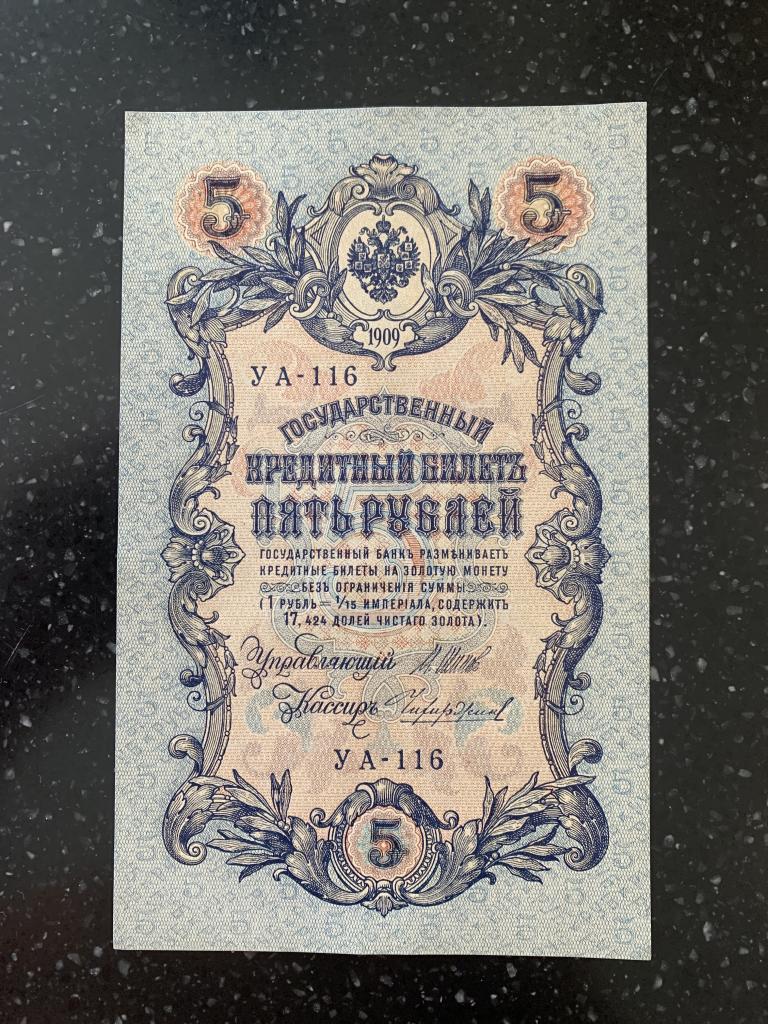 5 5
1909
УА-116
ГОСУДАРСТВЕННЫЙ
КРЕДИТНЫЙ БИЛЕТЪ
ПЯТЬ РУБЛЕЙ
ГОСУДАРСТВЕННЫЙ БАНКЪ РАЗМѢНИВАЕТЪ
КРЕДИТНЫЕ БИЛЕТЫ НА ЗОЛОТУЮ МОНЕТУ
БЕЗЪ ОГРАНИЧЕНІЯ СУММЫ
(1 РУБЛЬ = 1/15 ИМПЕРІАЛА, СОДЕРЖИТЪ
17,424 ДОЛЕЙ ЧИСТАГО ЗОЛОТА).
Управляющій
Кассиръ
УА-116
5